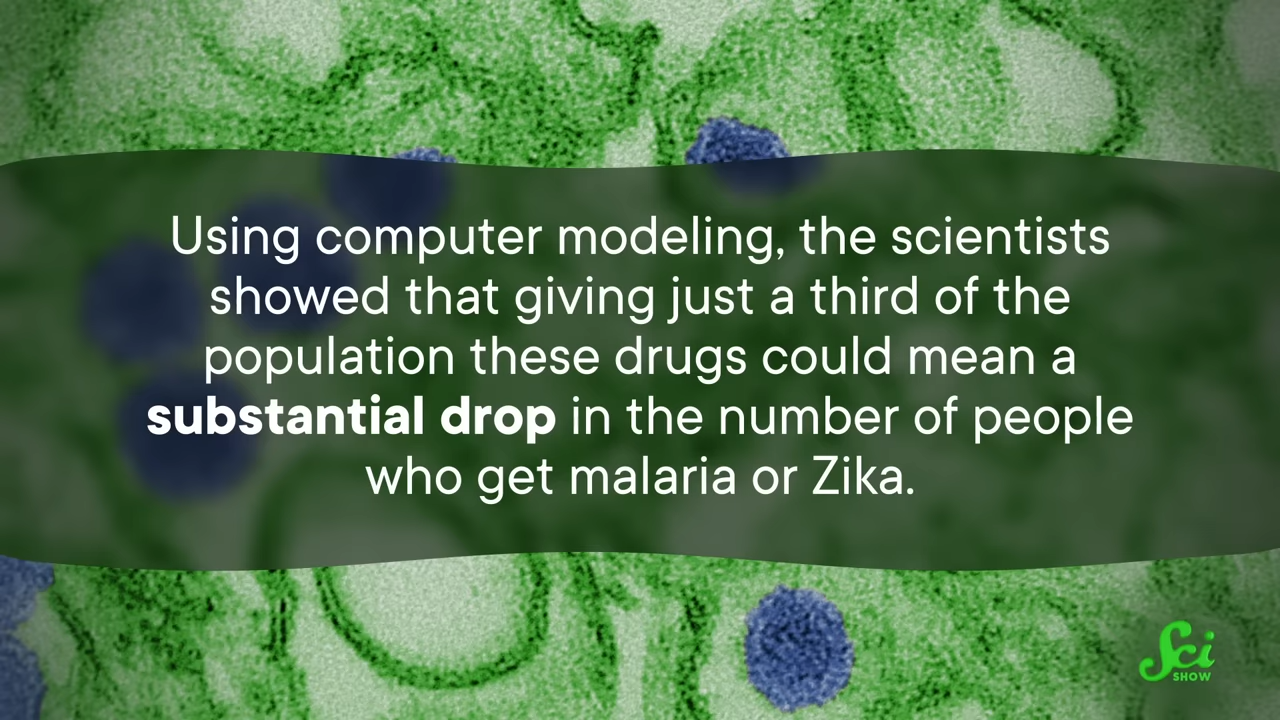 Using computer modeling, the scientists
showed that giving just a third of the
population these drugs could mean a
substantial drop in the number of people
who get malaria or Zika.
Sci
SHOW